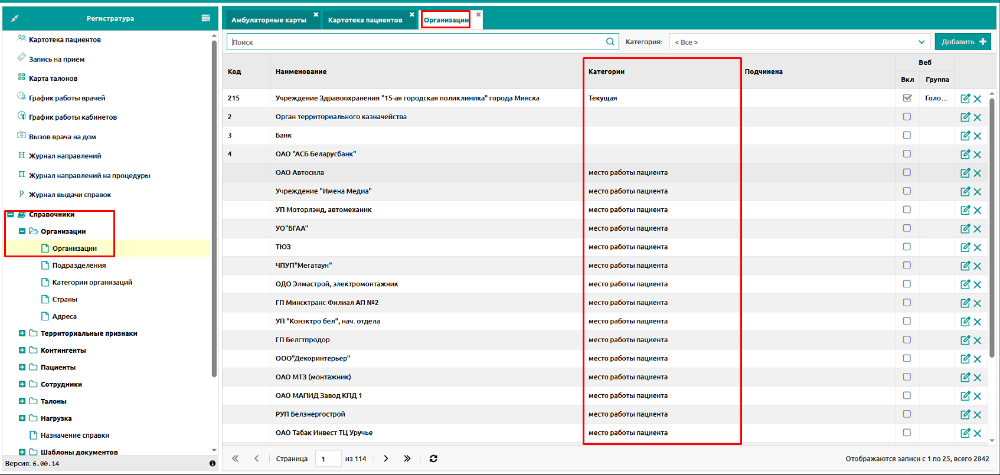 Регистратура
Картотека пациентов
Запись на прием
Карта талонов
График работы врачей
График работы кабинетов
Вызов врача на дом
Н Журнал направлений
П Журнал направлений на процедуры
Р Журнал выдачи справок
Справочники
Организации
Организации
Подразделения
Категории организаций
Страны
Адреса
Территориальные признаки
Контингенты
Пациенты
Сотрудники
Талоны
Нагрузка
Назначение справки
Шаблоны документов
Версия: 6.00.14
Амбулаторные карты
Картотека пациентов
Организации
Поиск
Категория: < Все >
Добавить
Код Наименование Категории Подчинена Веб
Вкл Группа
215 Учреждение Здравоохранения "15-ая городская поликлиника" города Минска Текущая Голо...
2 Орган территориального казначейства
3 Банк
4 ОАО "АСБ Беларусбанк"
ОАО Автосила место работы пациента
Учреждение "Имена Медиа" место работы пациента
УП Моторлэнд, автомеханик место работы пациента
УО"БГАА" место работы пациента
ТЮЗ место работы пациента
ЧПУП"Мегатаун" место работы пациента
ОДО Элмастрой, электромонтажник место работы пациента
ГП Минсктранс Филиал АП №2 место работы пациента
УП "Конэктро бел", нач. отдела место работы пациента
ГП Белгтпродор место работы пациента
ООО"Декоринтерьер" место работы пациента
ОАО МТЗ (монтажник) место работы пациента
ОАО МАПИД Завод КПД 1 место работы пациента
РУП Белэнергострой место работы пациента
ОАО Табак Инвест ТЦ Уручье место работы пациента
Страница 1 из 114
Отображаются записи с 1 по 25, всего 2842